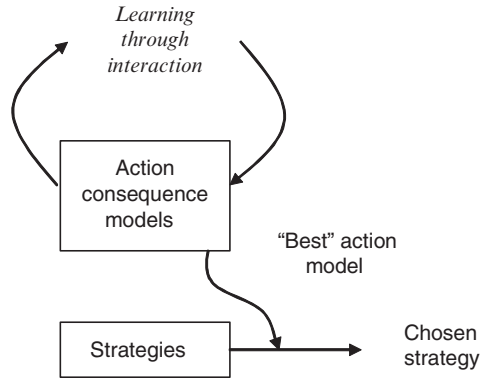 Learning
through
interaction
Action
consequence
models
“Best” action
model
Strategies
Chosen
strategy